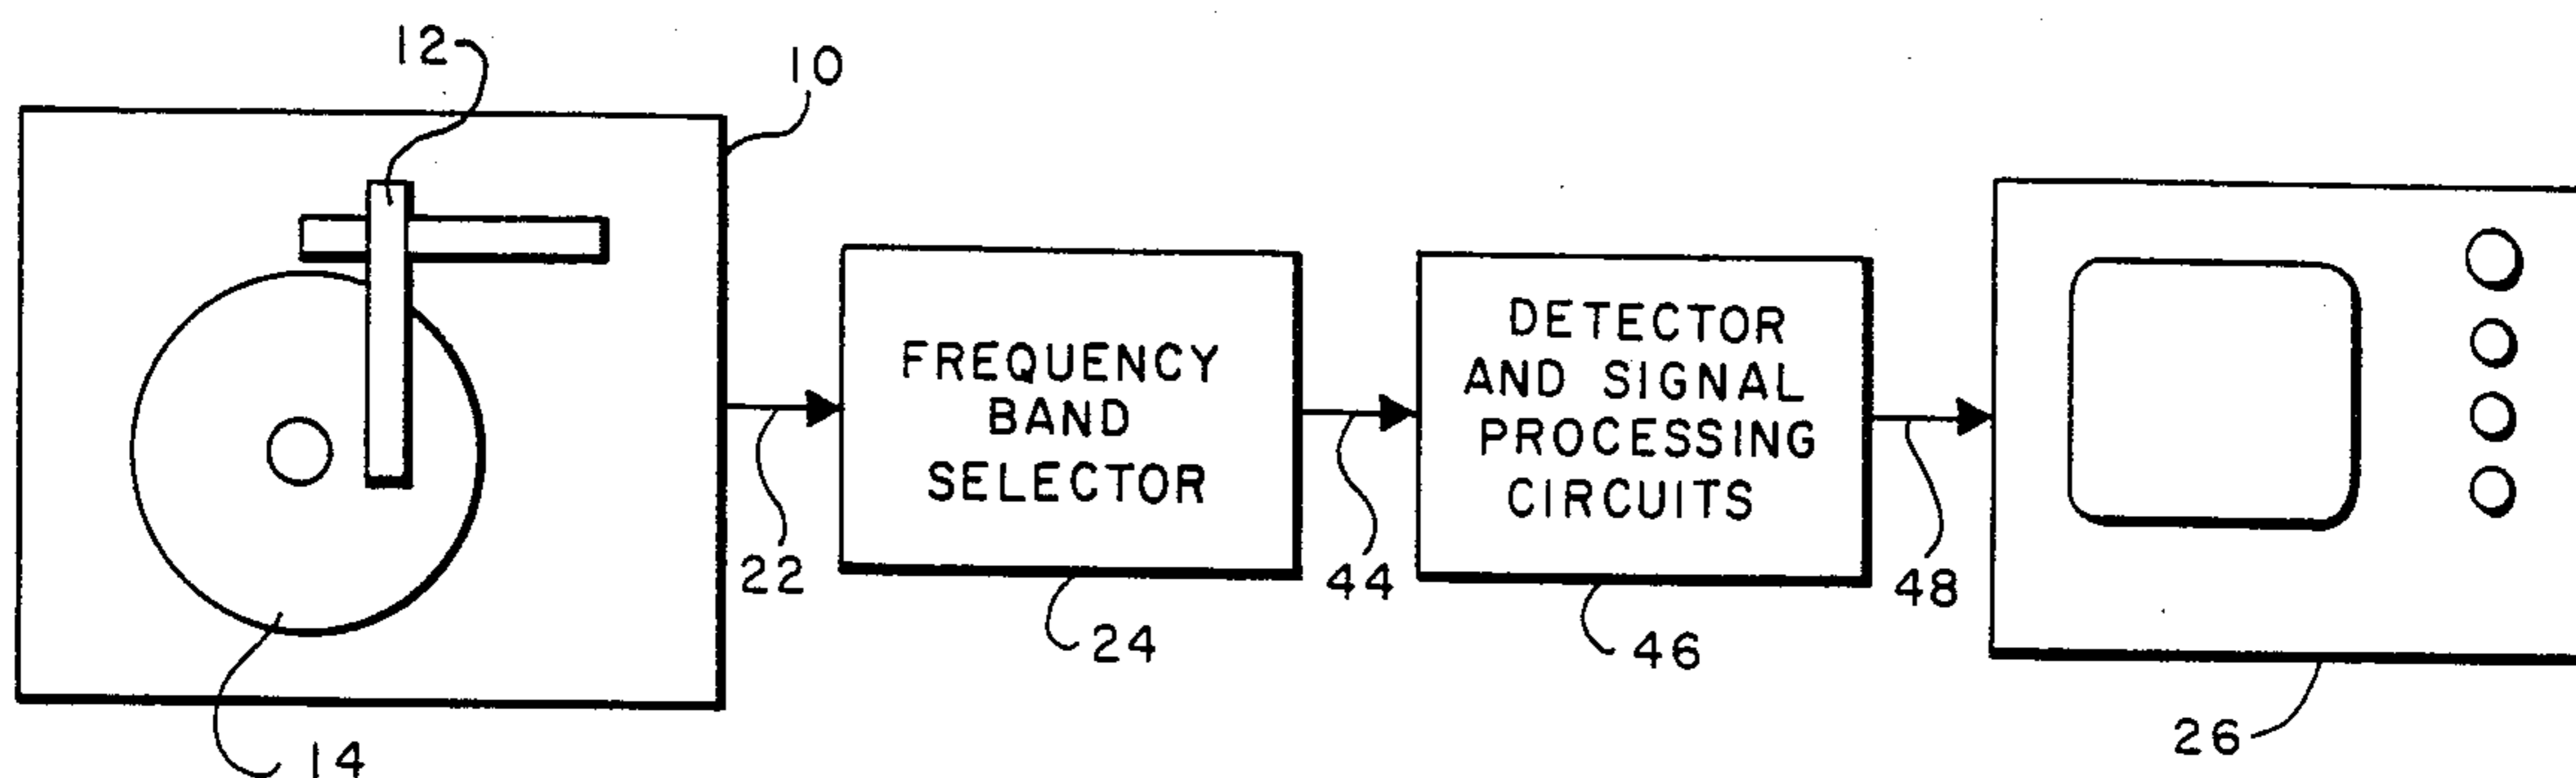 12
10
FREQUENCY
BAND
SELECTOR
DETECTOR
AND SIGNAL
PROCESSING
CIRCUITS
22
44
48
24
46
26
14